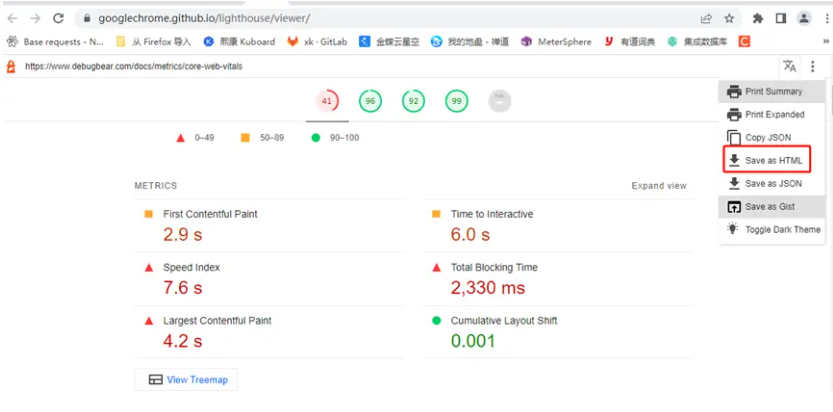 googlechrome.github.io/lighthouse/viewer/
Base requests - N... 从 Firefox 导入 熙康 Kuboard xk · GitLab 金蝶云星空 我的地盘 - 禅道 MeterSphere 有道词典 集成数据库 »
https://www.debugbear.com/docs/metrics/core-web-vitals
41 96 92 99
0–49 50–89 90–100
METRICS Expand view
First Contentful Paint Time to Interactive
2.9 s 6.0 s
Speed Index Total Blocking Time
7.6 s 2,330 ms
Largest Contentful Paint Cumulative Layout Shift
4.2 s 0.001
View Treemap
Print Summary
Print Expanded
Copy JSON
Save as HTML
Save as JSON
Save as Gist
Toggle Dark Theme